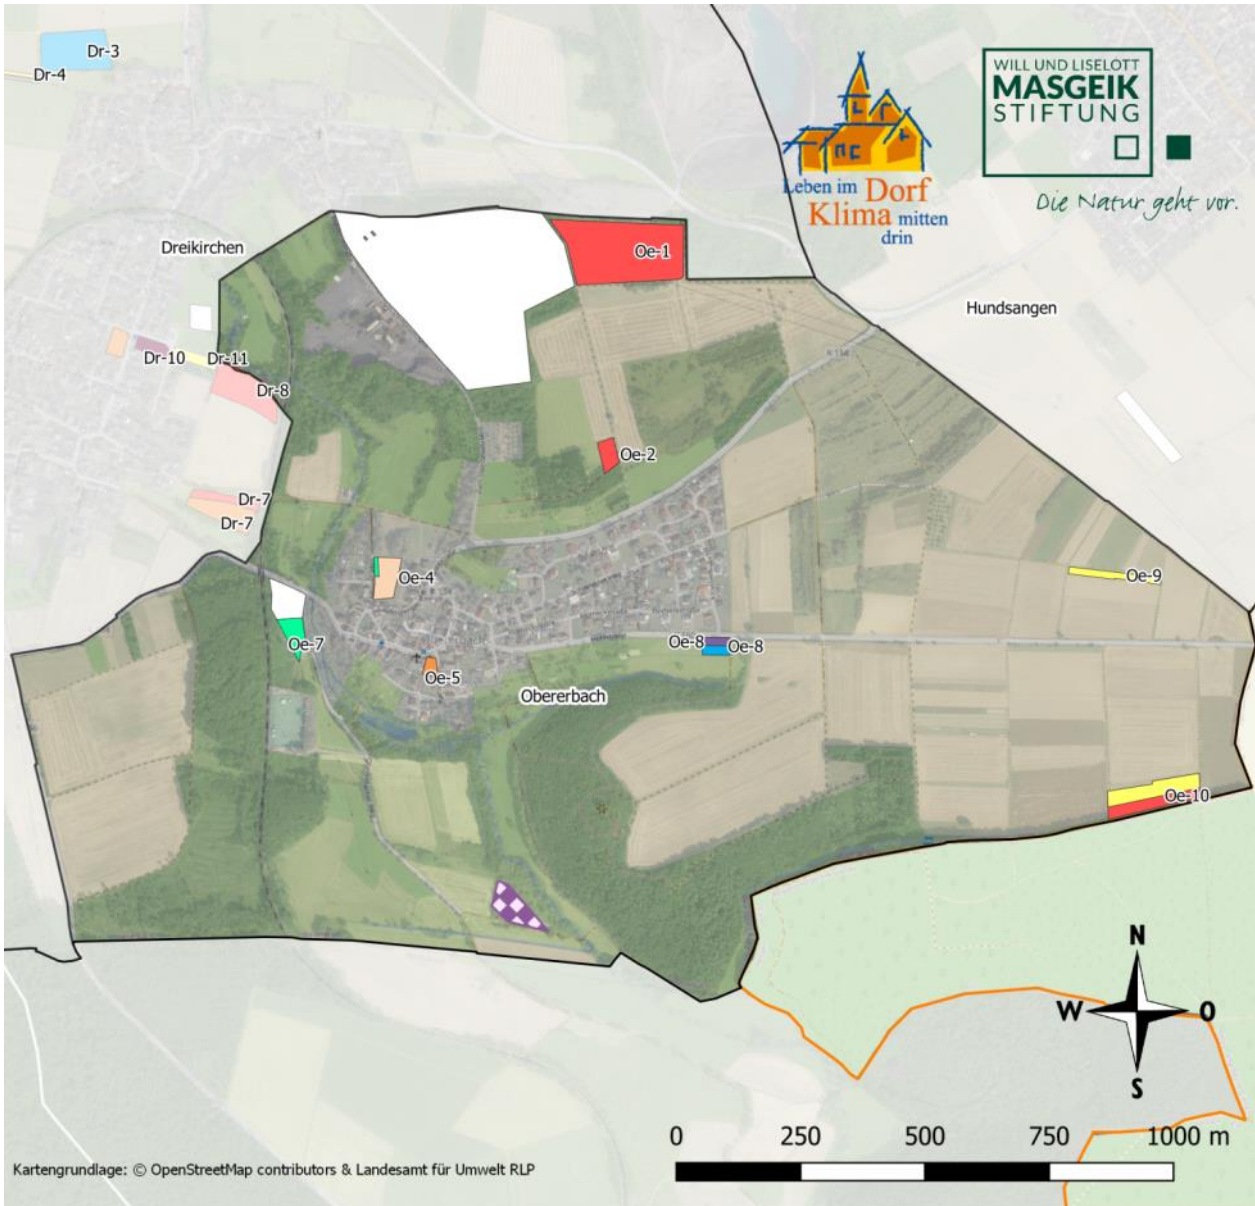 Dr-3
Dr-4
WILL UND LISELOTT
MASGEIK
STIFTUNG
Die Natur geht vor.
Leben im Dorf
Klima mitten
drin
Dreikirchen
Oe-1
Hundsangen
Dr-10
Dr-11
Dr-8
Oe-2
Dr-7
Dr-7
Oe-4
Oe-9
Oe-7
Oe-8
Oe-8
Oe-5
Obererbach
Oe-10
N
W
O
S
0 250 500 750 1000 m
Kartengrundlage: © OpenStreetMap contributors & Landesamt für Umwelt RLP